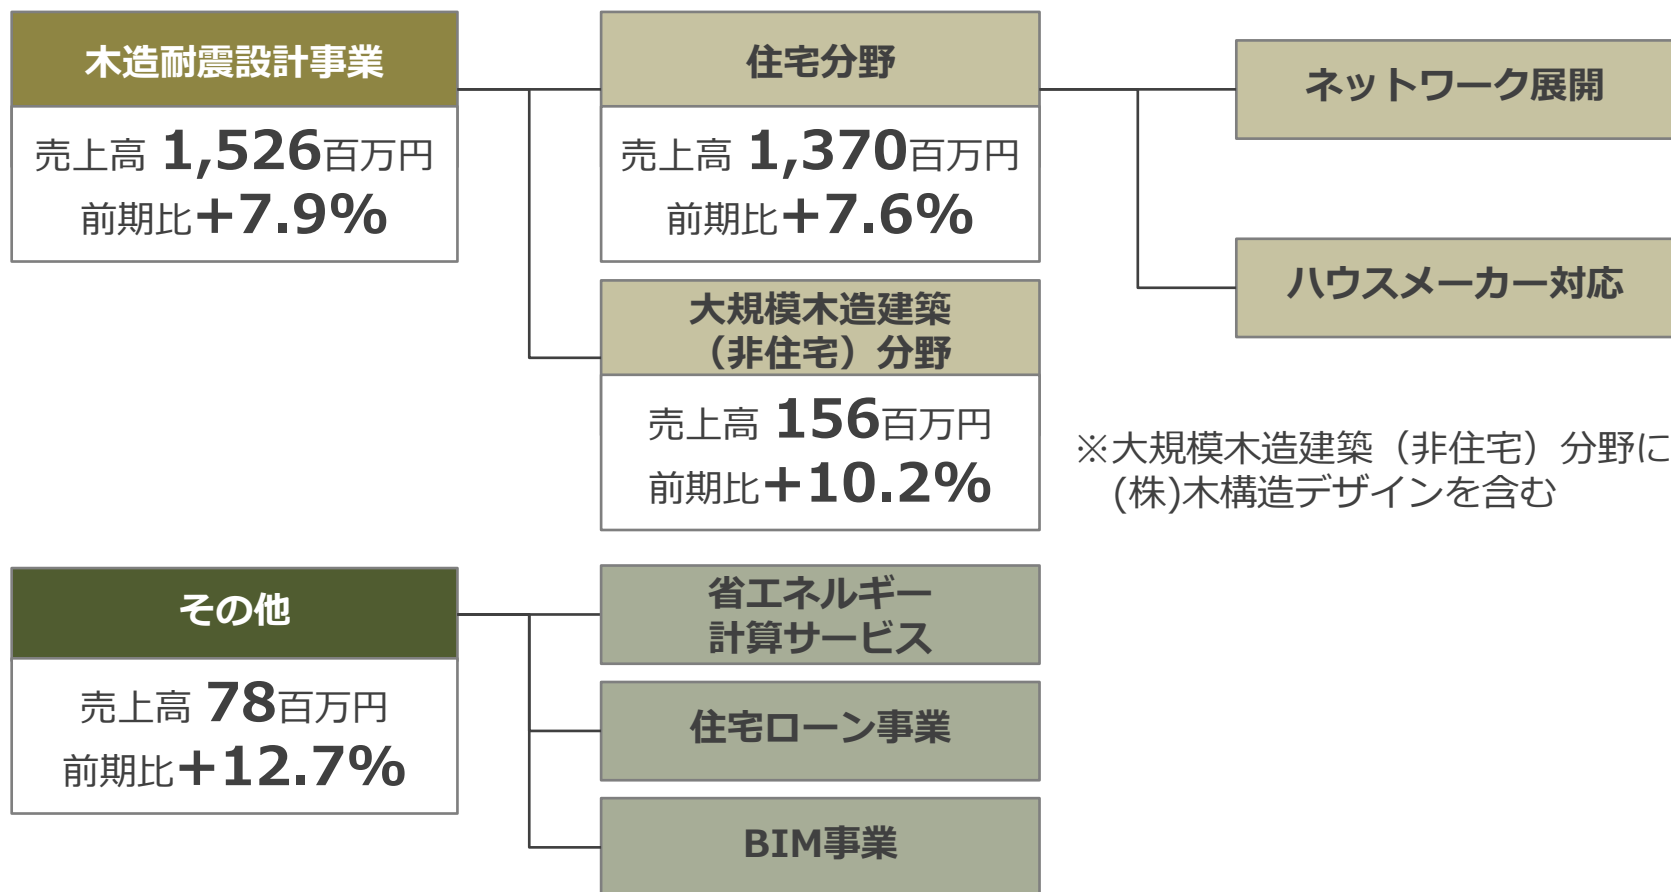 木造耐震設計事業
売上高 1,526百万円
前期比+7.9%
住宅分野
売上高 1,370百万円
前期比+7.6%
ネットワーク展開
ハウスメーカー対応
大規模木造建築
（非住宅）分野
売上高 156百万円
前期比+10.2%
※大規模木造建築（非住宅）分野に
(株)木構造デザインを含む
その他
売上高 78百万円
前期比+12.7%
省エネルギー
計算サービス
住宅ローン事業
BIM事業